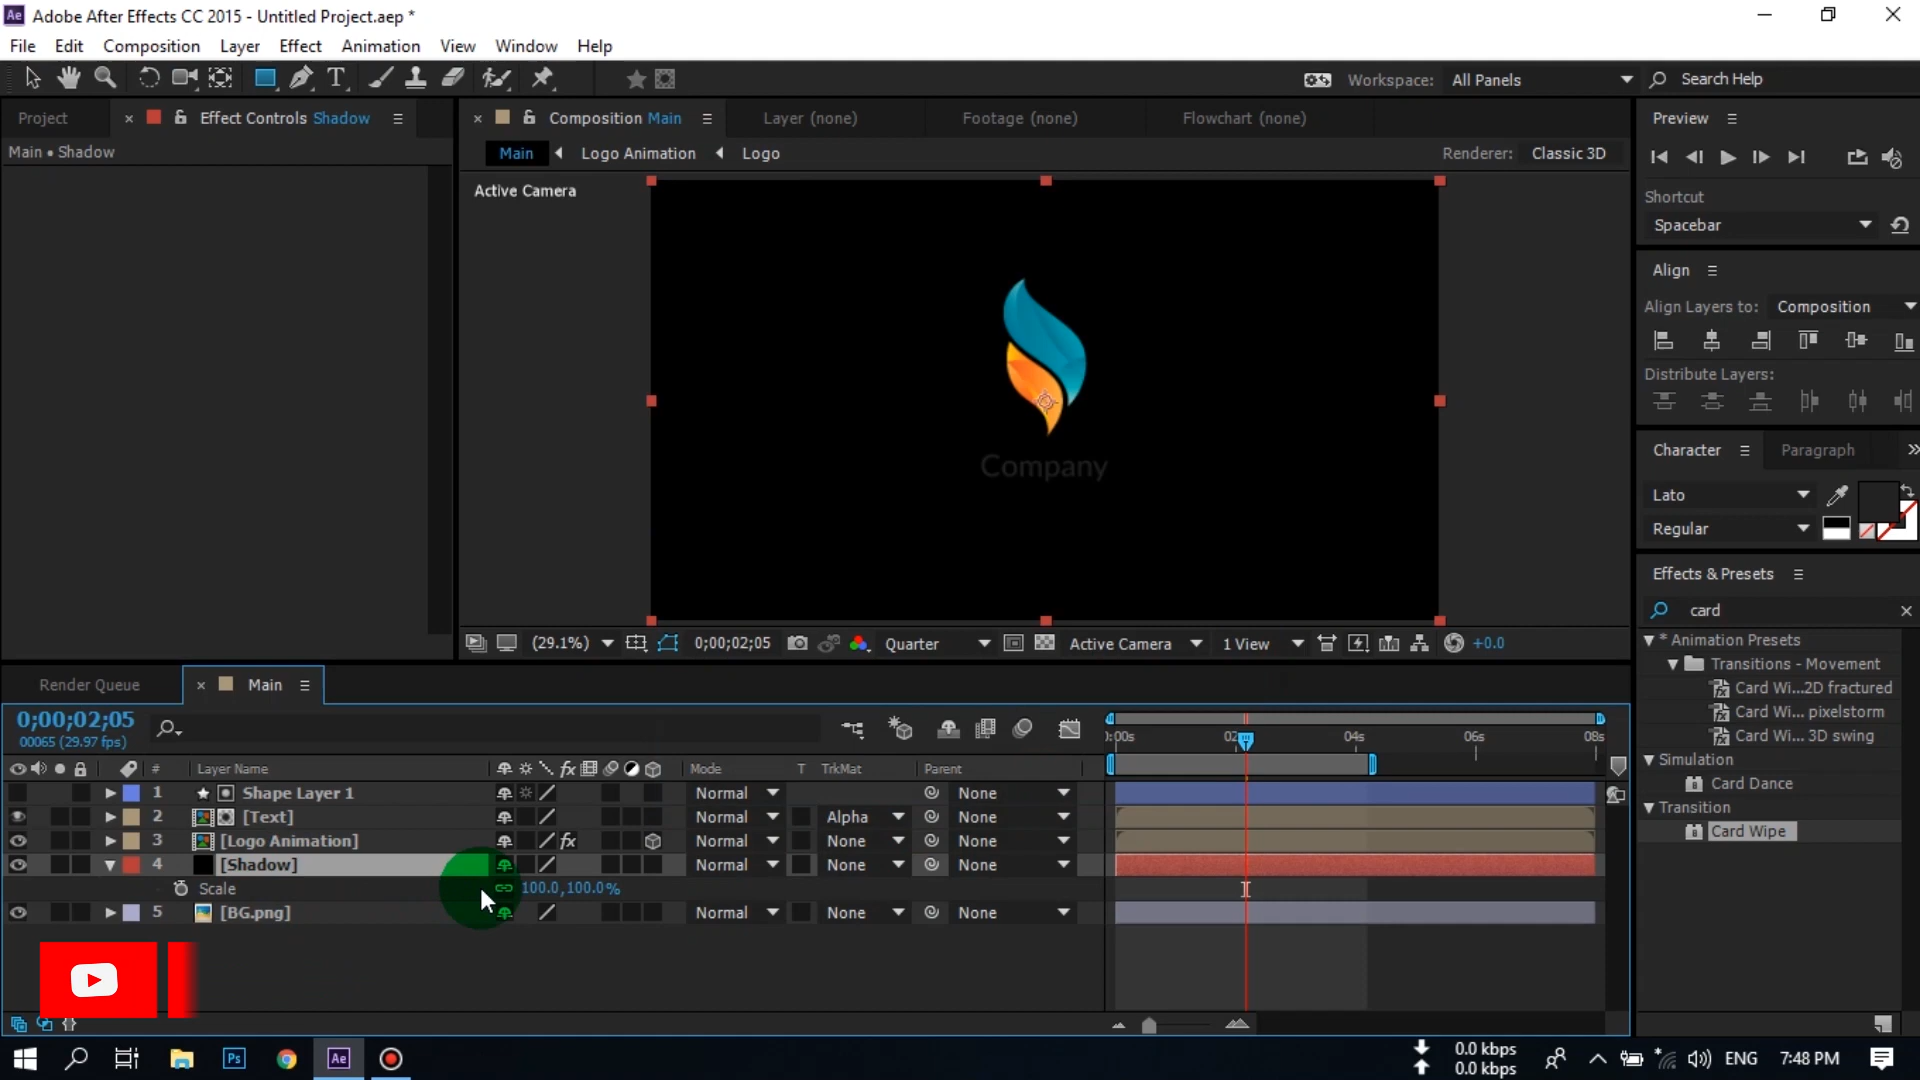 Adobe After Effects CC 2015 - Untitled Project.aep *
File Edit Composition Layer Effect Animation View Window Help
Workspace: All Panels Search Help
Project Effect Controls Shadow Composition Main Layer (none) Footage (none) Flowchart (none) Preview
Main • Shadow Main Logo Animation Logo Renderer: Classic 3D
Active Camera
Shortcut
Spacebar
Align
Align Layers to: Composition
Distribute Layers:
Company
Character Paragraph
Lato
Regular
Effects & Presets
card
* Animation Presets
Transitions - Movement
Card Wi...2D fractured
Card Wi... pixelstorm
Card Wi... 3D swing
Simulation
Card Dance
Transition
Card Wipe
(29.1%) 0;00;02;05 Quarter Active Camera 1 View +0.0
Render Queue Main
0;00;02;05
00065 (29.97 fps)
0:00s 02 04s 06s 08s
# Layer Name Mode T TrkMat Parent
1 Shape Layer 1 Normal None
2 [Text] Normal Alpha None
3 [Logo Animation] fx Normal None None
4 [Shadow] Normal None None
Scale 100.0,100.0%
5 [BG.png] Normal None None
Ps Ae
0.0 kbps
0.0 kbps
ENG 7:48 PM